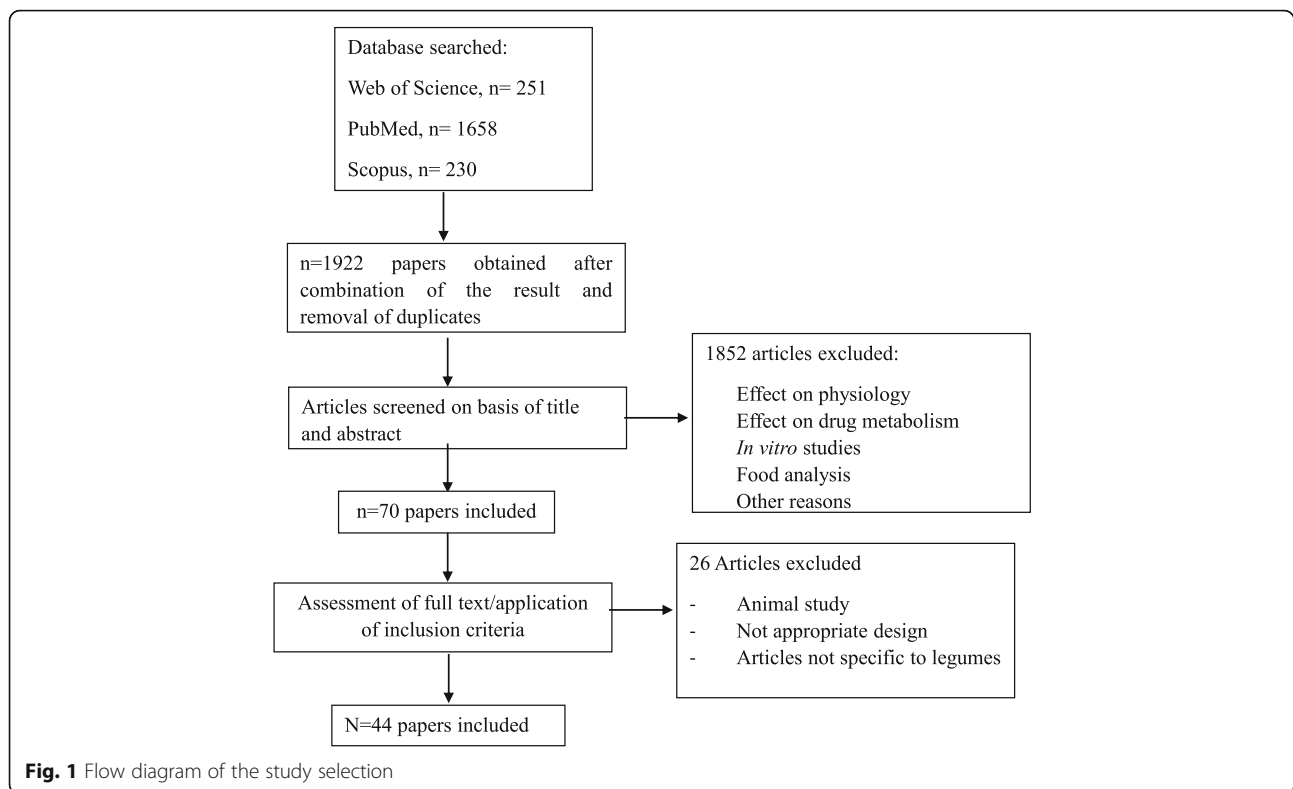 Database searched:
Web of Science, n= 251
PubMed, n= 1658
Scopus, n= 230
n=1922 papers obtained after
combination of the result and
removal of duplicates
1852 articles excluded:
Effect on physiology
Effect on drug metabolism
In vitro studies
Food analysis
Other reasons
Articles screened on basis of title
and abstract
n=70 papers included
26 Articles excluded
- Animal study
- Not appropriate design
- Articles not specific to legumes
Assessment of full text/application
of inclusion criteria
N=44 papers included
Fig. 1 Flow diagram of the study selection